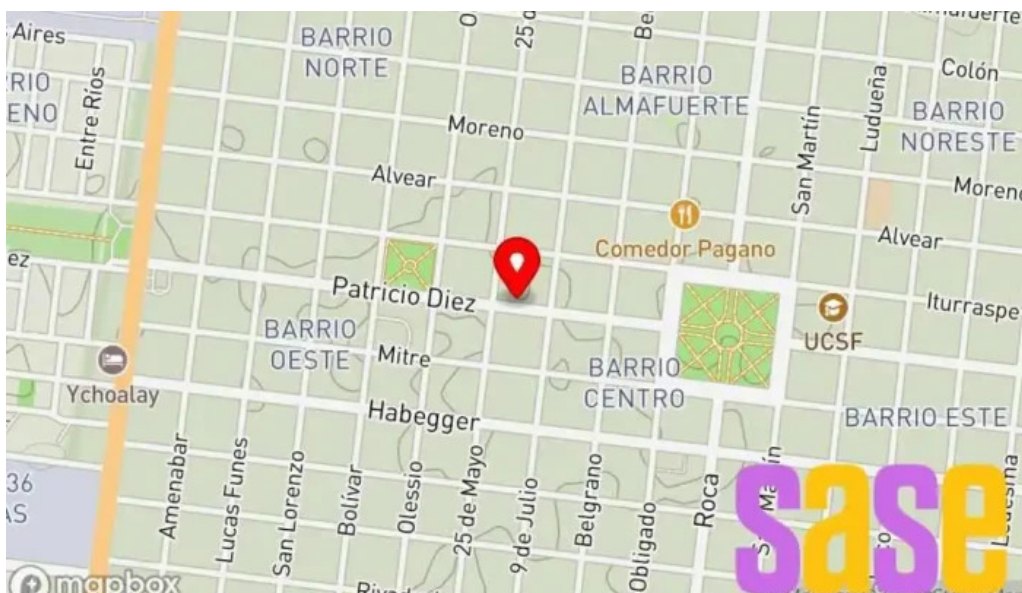 Aires
BARRIO
NORTE
25 d
Colón
BARRIO
ALMAFUERTE
Ludueña
BARRIO
NORESTE
Entre Ríos
Moreno
San Martín
Moreno
Alvear
Alvear
Comedor Pagano
ez
Patricio Diez
Iturraspe
UCSF
BARRIO
OESTE
Mitre
BARRIO
CENTRO
Ychoalay
Habegger
BARRIO ESTE
36
AS
Amenabar
Lucas Funes
San Lorenzo
Bolívar
Olessio
25 de Mayo
9 de Julio
Belgrano
Obligado
Roca
sase
mapbox